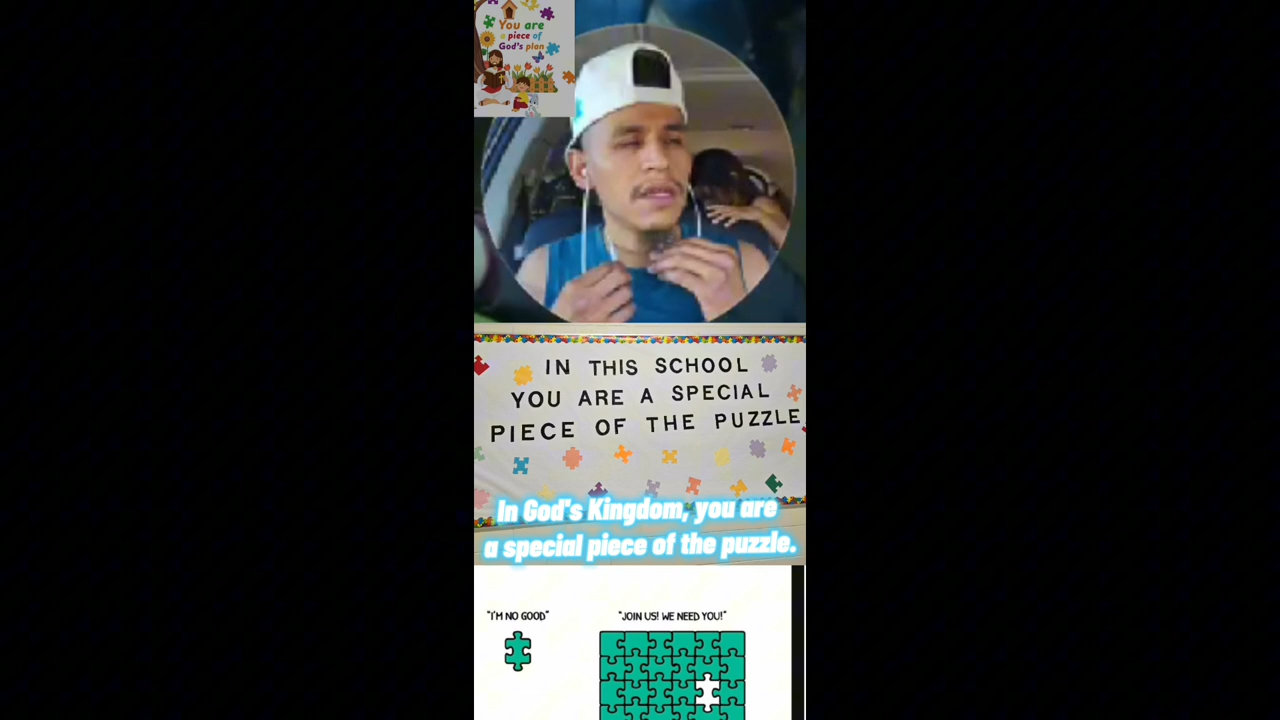 You are
a piece of
God's plan
IN THIS SCHOOL
YOU ARE A SPECIAL
PIECE OF THE PUZZLE
In God's Kingdom, you are
a special piece of the puzzle.
"I'M NO GOOD"
"JOIN US! WE NEED YOU!"